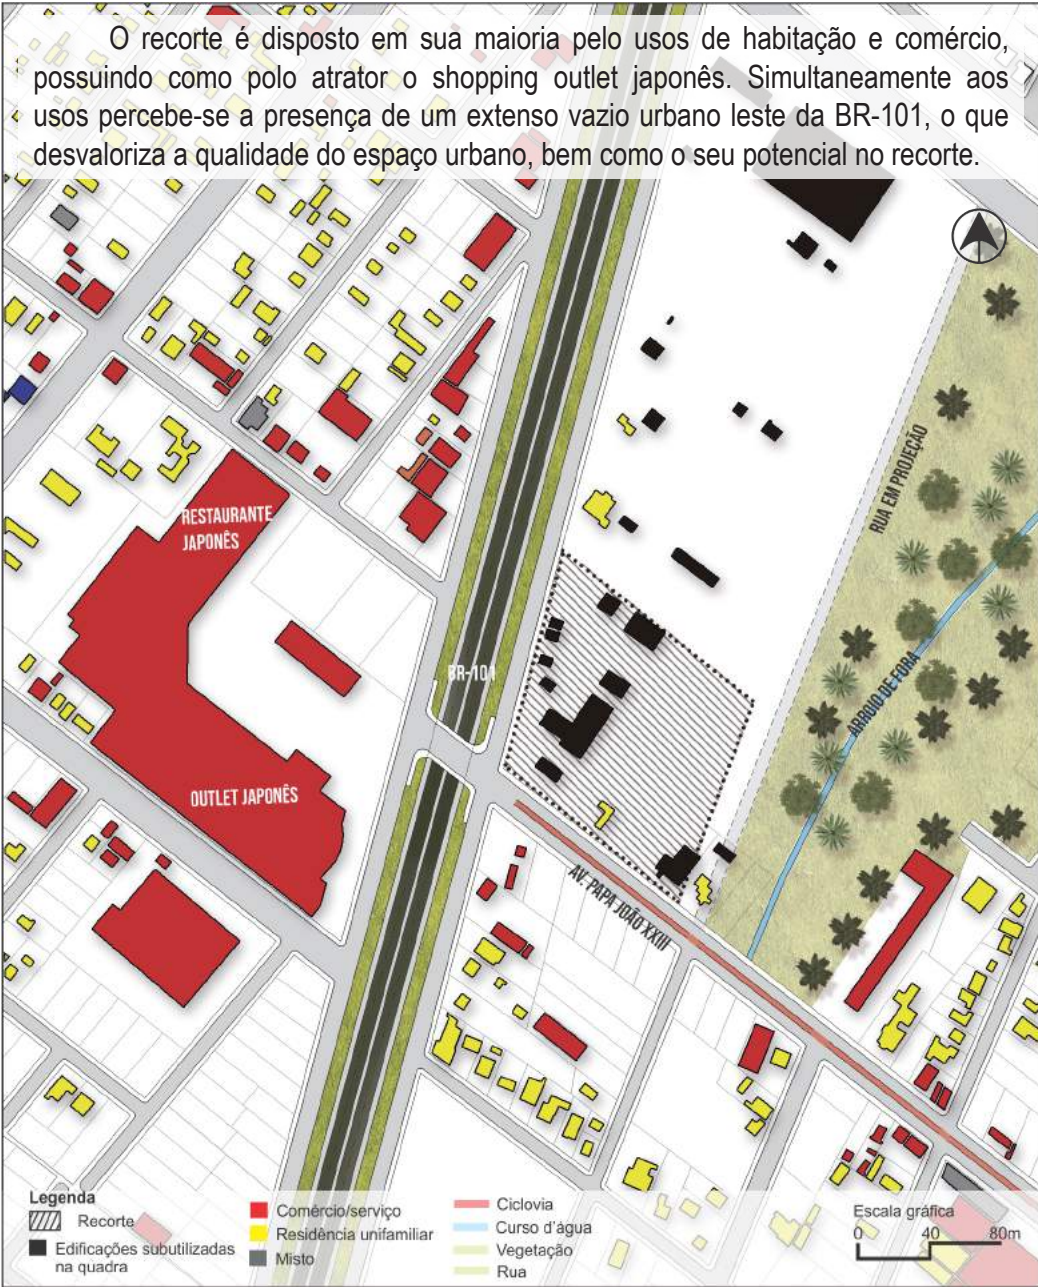 O recorte é disposto em sua maioria pelo usos de habitação e comércio,
possuindo como polo atrator o shopping outlet japonês. Simultaneamente aos
usos percebe-se a presença de um extenso vazio urbano leste da BR-101, o que
desvaloriza a qualidade do espaço urbano, bem como o seu potencial no recorte.
RUA EM PROJEÇÃO
RESTAURANTE
JAPONÊS
BR-101
ARROIO DE FORA
OUTLET JAPONÊS
AV. PAPA JOÃO XXIII
Legenda
Recorte
Edificações subutilizadas
na quadra
Comércio/serviço
Residência unifamiliar
Misto
Ciclovia
Curso d'água
Vegetação
Rua
Escala gráfica
0 40 80m